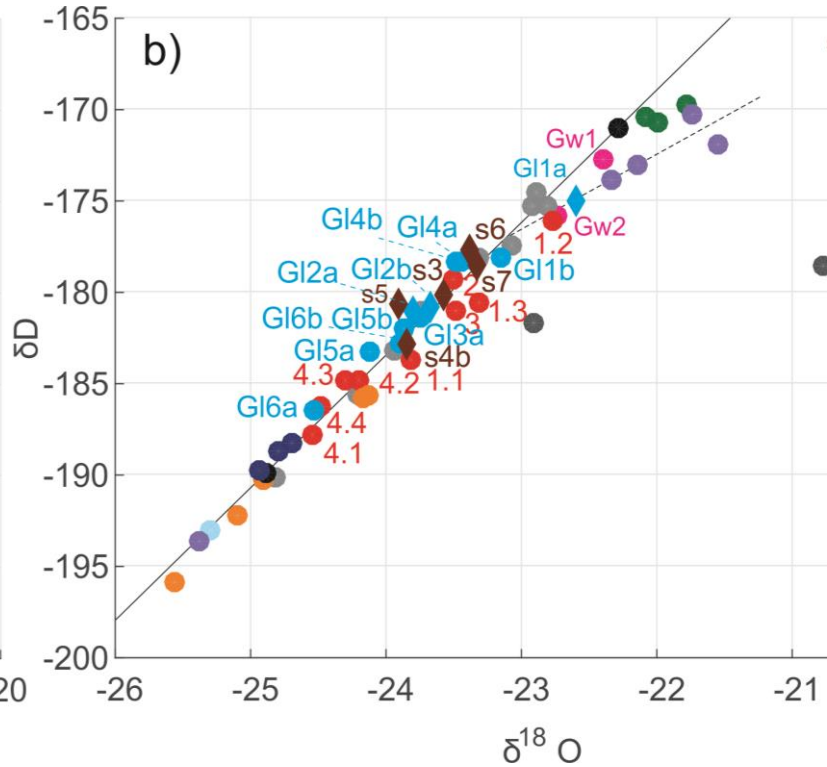 -165
b)
-170
Gw1
Gl1a
-175
Gl4b
Gl4a
s6
Gw2
1.2
Gl2a
Gl2b
s3
2
s7
Gl1b
-180
s5
Gl6b
Gl5b
3
1.3
Gl3a
δD
Gl5a
s4b
-185
4.3
4.2
1.1
Gl6a
4.4
4.1
-190
-195
-200
20
-26
-25
-24
-23
-22
-21
δ18 O